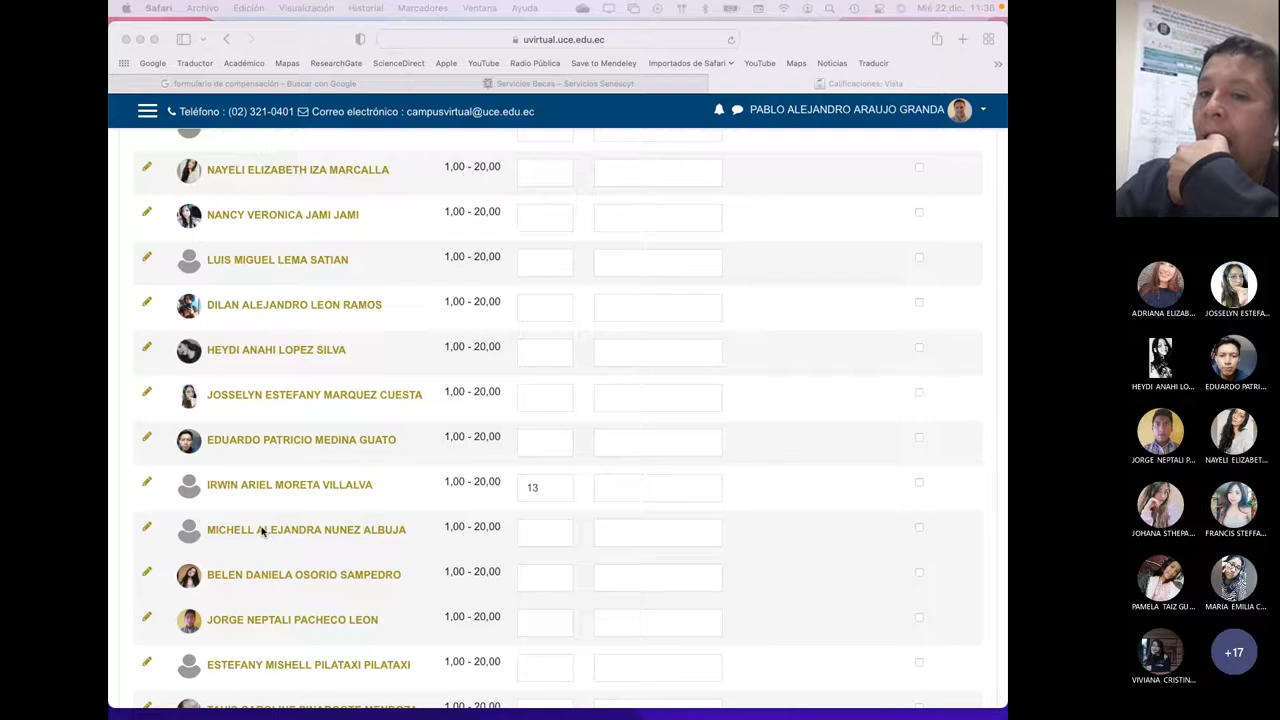 Safari Archivo Edición Visualización Historial Marcadores Ventana Ayuda Mié 22 dic. 11:36
uvirtual.uce.edu.ec
Google Traductor Académico Mapas ResearchGate ScienceDirect Apple YouTube Radio Pública Save to Mendeley Importados de Safari YouTube Maps Noticias Traducir
formulario de compensación - Buscar con Google Servicios Becas – Servicios Senescyt Calificaciones: Vista
Teléfono : (02) 321-0401 Correo electrónico : campusvirtual@uce.edu.ec PABLO ALEJANDRO ARAUJO GRANDA
NAYELI ELIZABETH IZA MARCALLA 1,00 - 20,00
NANCY VERONICA JAMI JAMI 1,00 - 20,00
LUIS MIGUEL LEMA SATIAN 1,00 - 20,00
DILAN ALEJANDRO LEON RAMOS 1,00 - 20,00
HEYDI ANAHI LOPEZ SILVA 1,00 - 20,00
JOSSELYN ESTEFANY MARQUEZ CUESTA 1,00 - 20,00
EDUARDO PATRICIO MEDINA GUATO 1,00 - 20,00
IRWIN ARIEL MORETA VILLALVA 1,00 - 20,00 13
MICHELL ALEJANDRA NUNEZ ALBUJA 1,00 - 20,00
BELEN DANIELA OSORIO SAMPEDRO 1,00 - 20,00
JORGE NEPTALI PACHECO LEON 1,00 - 20,00
ESTEFANY MISHELL PILATAXI PILATAXI 1,00 - 20,00
ADRIANA ELIZAB... JOSSELYN ESTEFA...
HEYDI ANAHI LO... EDUARDO PATRI...
JORGE NEPTALI P... NAYELI ELIZABET...
JOHANA STHEPA... FRANCIS STEFFA...
PAMELA TAIZ GU... MARIA EMILIA C...
VIVIANA CRISTIN... +17